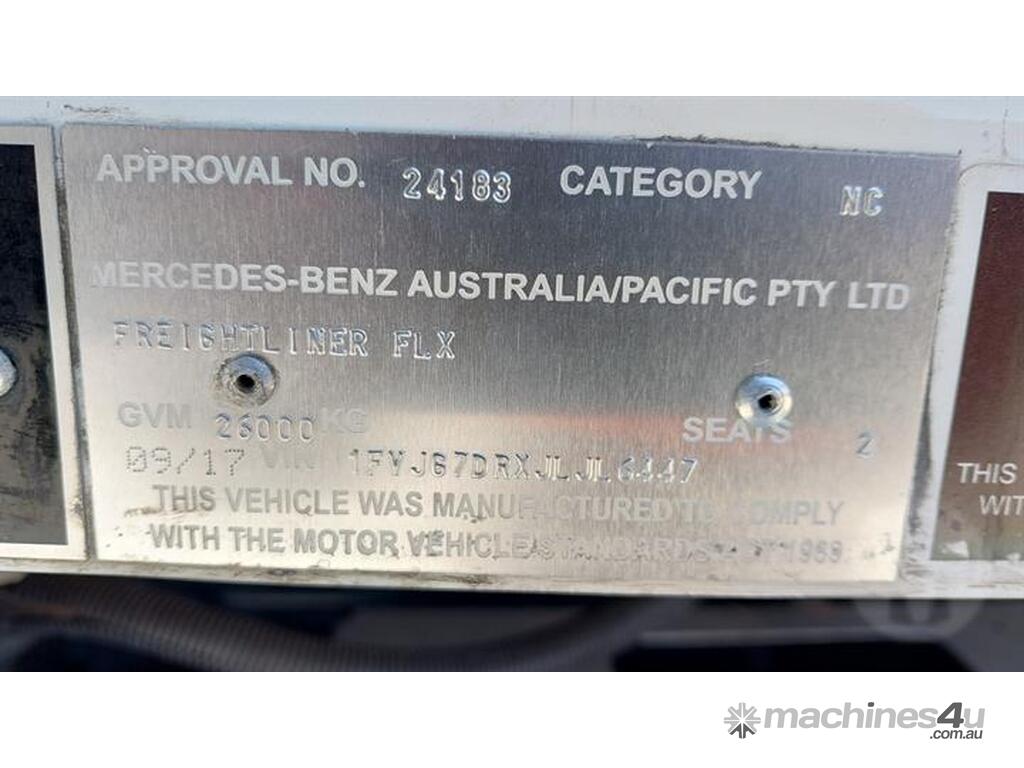 APPROVAL NO. 24183 CATEGORY NC
MERCEDES-BENZ AUSTRALIA/PACIFIC PTY LTD
FREIGHTLINER FLX
GVM 26000 KG SEATS 2
09/17 VIN 1FVJG7DRXJLJL6447
THIS VEHICLE WAS MANUFACTURED TO COMPLY
WITH THE MOTOR VEHICLE STANDARDS ACT 1989
THIS
WIT
machines4u
.com.au